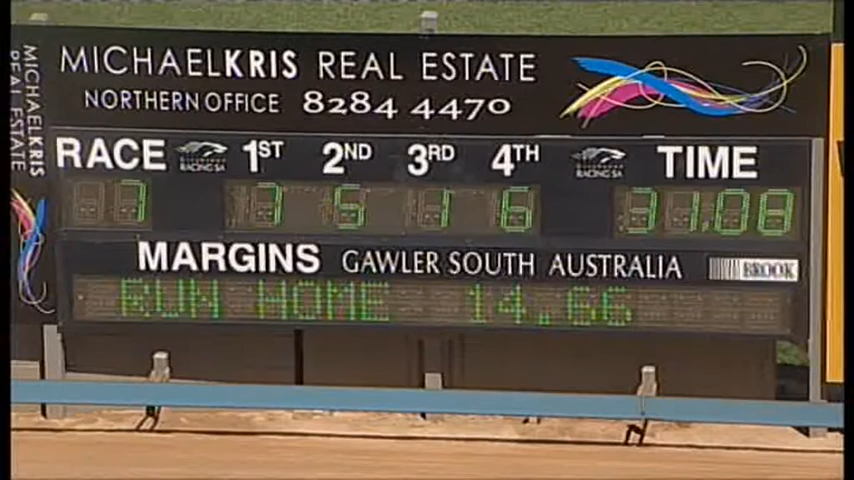 MICHAELKRIS REAL ESTATE
NORTHERN OFFICE 8284 4470
MICHAELKRIS
REAL ESTATE
RACE RACING SA 1ST 2ND 3RD 4TH RACING SA TIME
7 7 5 1 6 31.08
MARGINS GAWLER SOUTH AUSTRALIA BROOK
RUN HOME 14.66